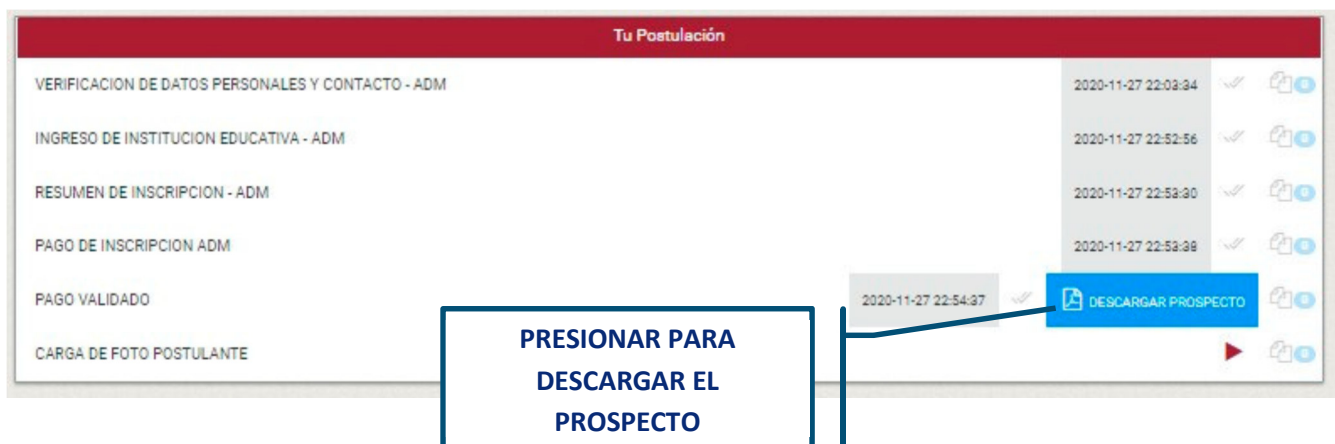 Tu Postulación
VERIFICACION DE DATOS PERSONALES Y CONTACTO - ADM 2020-11-27 22:03:34
INGRESO DE INSTITUCION EDUCATIVA - ADM 2020-11-27 22:52:56
RESUMEN DE INSCRIPCION - ADM 2020-11-27 22:53:30
PAGO DE INSCRIPCION ADM 2020-11-27 22:53:38
PAGO VALIDADO 2020-11-27 22:54:37 DESCARGAR PROSPECTO
CARGA DE FOTO POSTULANTE
PRESIONAR PARA
DESCARGAR EL
PROSPECTO